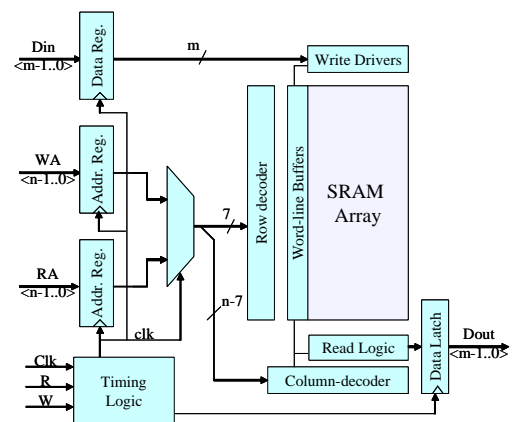 Din
<m-1..0>
Data Reg.
m
Write Drivers
WA
<n-1..0>
Addr. Reg.
7
Row decoder
Word-line Buffers
SRAM
Array
RA
<n-1..0>
Addr. Reg.
n-7
clk
Read Logic
Data Latch
Dout
<m-1..0>
Clk
R
W
Timing
Logic
Column-decoder